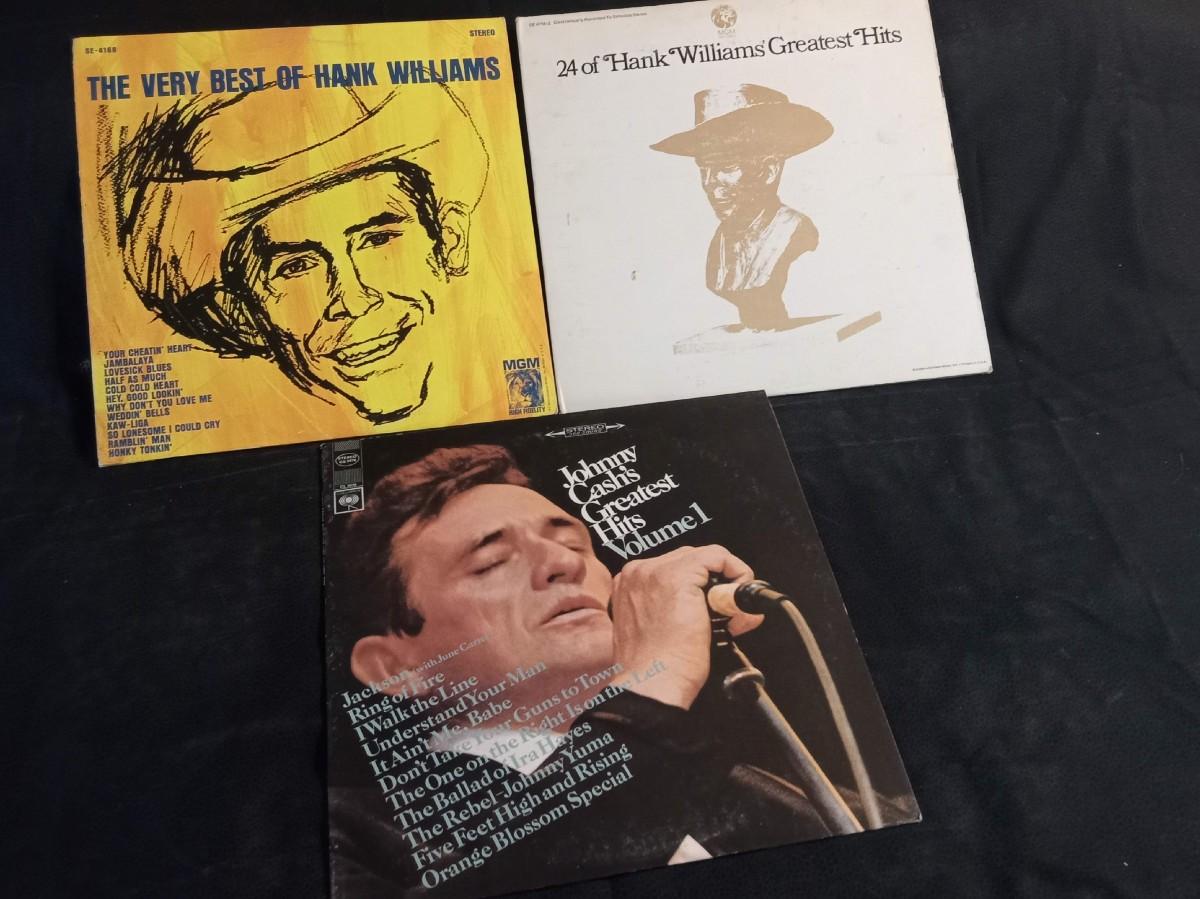 SE-4168
STEREO
THE VERY BEST OF HANK WILLIAMS
YOUR CHEATIN' HEART
JAMBALAYA
LOVESICK BLUES
HALF AS MUCH
COLD COLD HEART
HEY, GOOD LOOKIN'
WHY DON'T YOU LOVE ME
WEDDIN' BELLS
KAW-LIGA
SO LONESOME I COULD CRY
RAMBLIN' MAN
HONKY TONKIN'
MGM
HIGH FIDELITY
MGM
24 of Hank Williams' Greatest Hits
STEREO
Johnny
Cash's
Greatest
Hits
Volume 1
Jackson with June Carter
Ring of Fire
I Walk the Line
Understand Your Man
It Ain't Me, Babe
Don't Take Your Guns to Town
The One on the Right Is on the Left
The Ballad of Ira Hayes
The Rebel-Johnny Yuma
Five Feet High and Rising
Orange Blossom Special